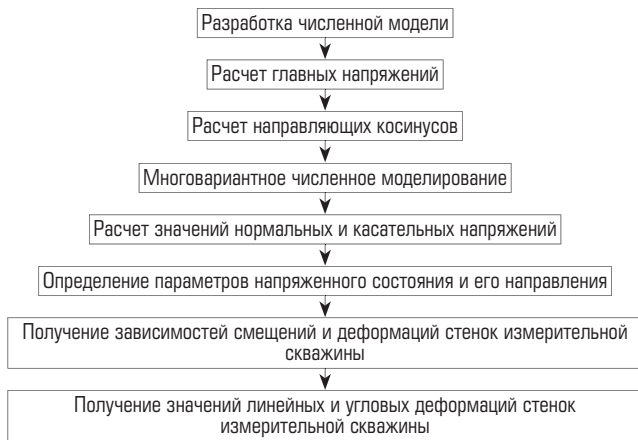 Разработка численной модели
Расчет главных напряжений
Расчет направляющих косинусов
Многовариантное численное моделирование
Расчет значений нормальных и касательных напряжений
Определение параметров напряженного состояния и его направления
Получение зависимостей смещений и деформаций стенок измерительной
скважины
Получение значений линейных и угловых деформаций стенок
измерительной скважины